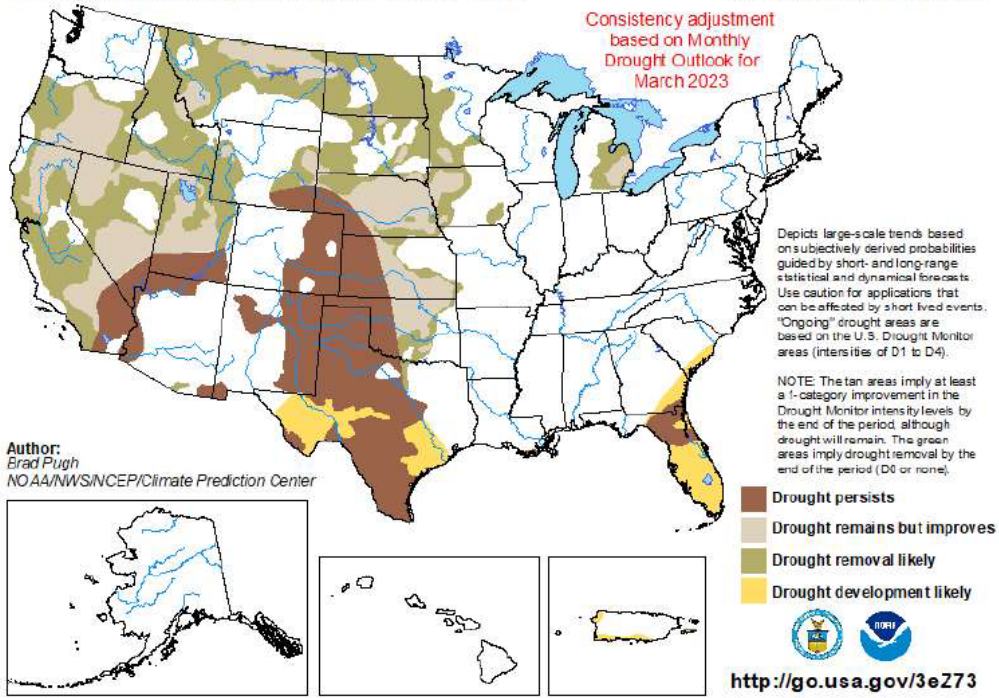 Consistency adjustment
based on Monthly
Drought Outlook for
March 2023
Depicts large-scale trends based
on subjectively derived probabilities
guided by short- and long-range
statistical and dynamical forecasts.
Use caution for applications that
can be affected by short lived events.
"Ongoing" drought areas are
based on the U.S. Drought Monitor
areas (intensities of D1 to D4).
NOTE: The tan areas imply at least
a 1-category improvement in the
Drought Monitor intensity levels by
the end of the period, although
drought will remain. The green
areas imply drought removal by the
end of the period (D0 or none).
Author:
Brad Pugh
NOAA/NWS/NCEP/Climate Prediction Center
Drought persists
Drought remains but improves
Drought removal likely
Drought development likely
http://go.usa.gov/3eZ73